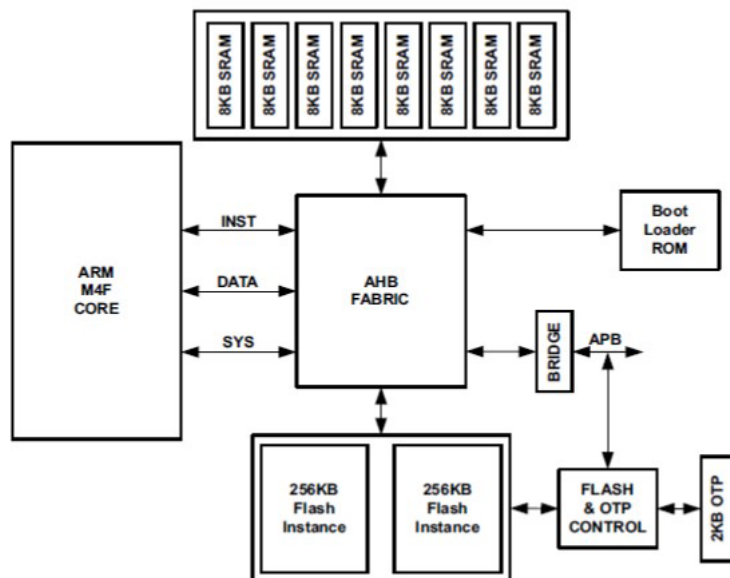 8KB SRAM
8KB SRAM
8KB SRAM
8KB SRAM
8KB SRAM
8KB SRAM
8KB SRAM
8KB SRAM
ARM
M4F
CORE
INST
DATA
SYS
AHB
FABRIC
Boot
Loader
ROM
BRIDGE
APB
256KB
Flash
Instance
256KB
Flash
Instance
FLASH
& OTP
CONTROL
2KB OTP